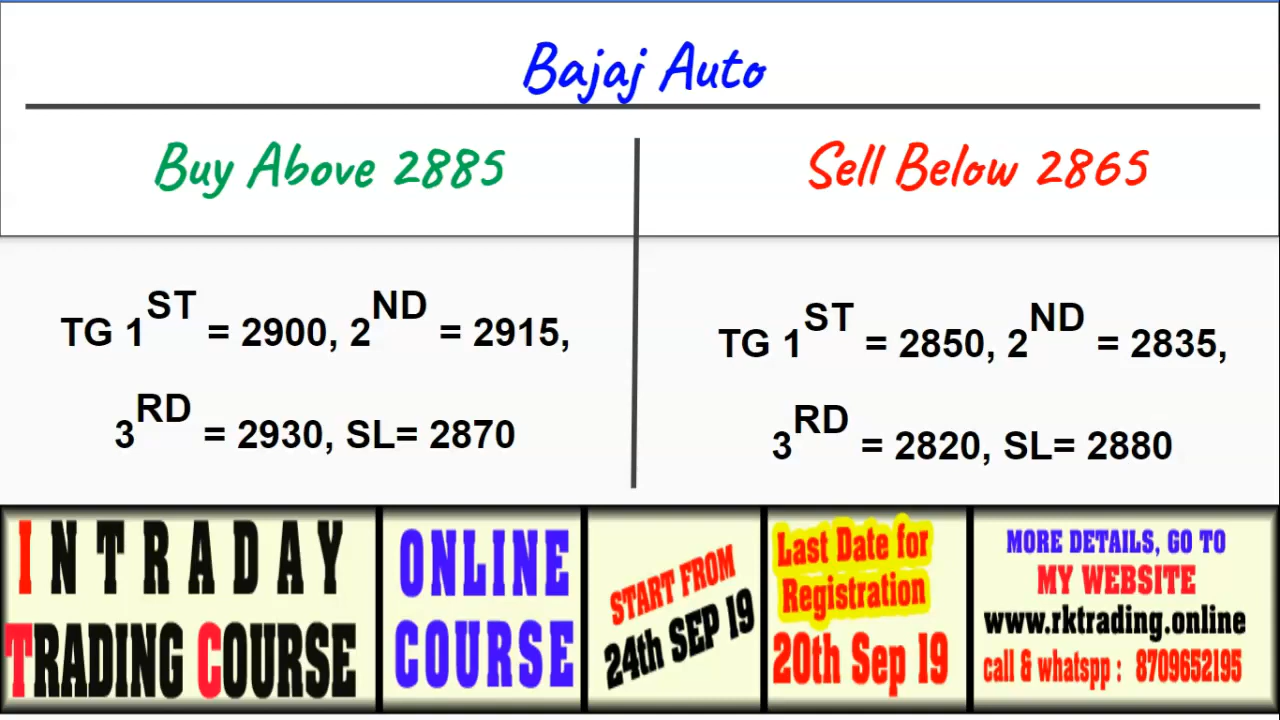 Bajaj Auto
Buy Above 2885
TG 1ST = 2900, 2ND = 2915,
3RD = 2930, SL= 2870
Sell Below 2865
TG 1ST = 2850, 2ND = 2835,
3RD = 2820, SL= 2880
INTRADAY
TRADING COURSE
ONLINE
COURSE
START FROM
24th SEP 19
Last Date for
Registration
20th Sep 19
MORE DETAILS, GO TO
MY WEBSITE
www.rktrading.online
call & whatspp : 8709652195